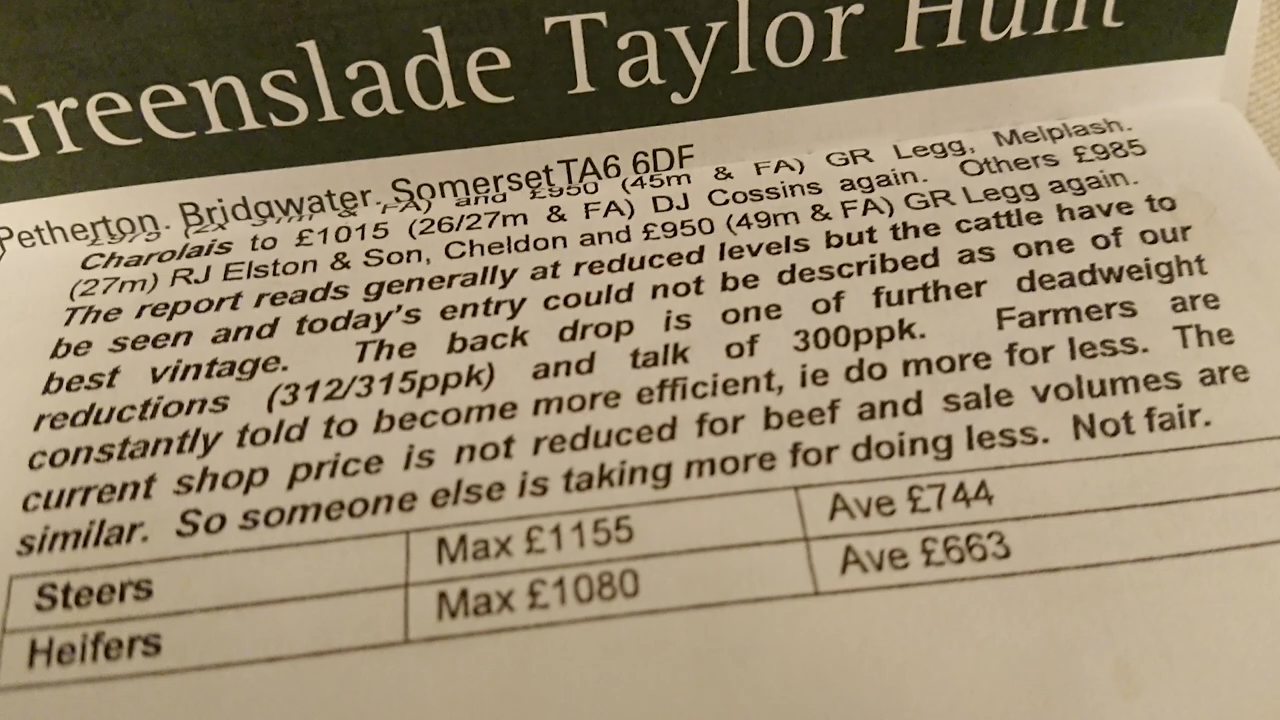 Greenslade Taylor Hunt
Petherton. Bridgwater. Somerset TA6 6DF
and £950 (45m & FA) GR Legg, Melplash.
Charolais to £1015 (26/27m & FA) DJ Cossins again. Others £985
(27m) RJ Elston & Son, Cheldon and £950 (49m & FA) GR Legg again.
The report reads generally at reduced levels but the cattle have to
be seen and today's entry could not be described as one of our
best vintage. The back drop is one of further deadweight
reductions (312/315ppk) and talk of 300ppk. Farmers are
constantly told to become more efficient, ie do more for less. The
current shop price is not reduced for beef and sale volumes are
similar. So someone else is taking more for doing less. Not fair.
Steers Max £1155 Ave £744
Heifers Max £1080 Ave £663